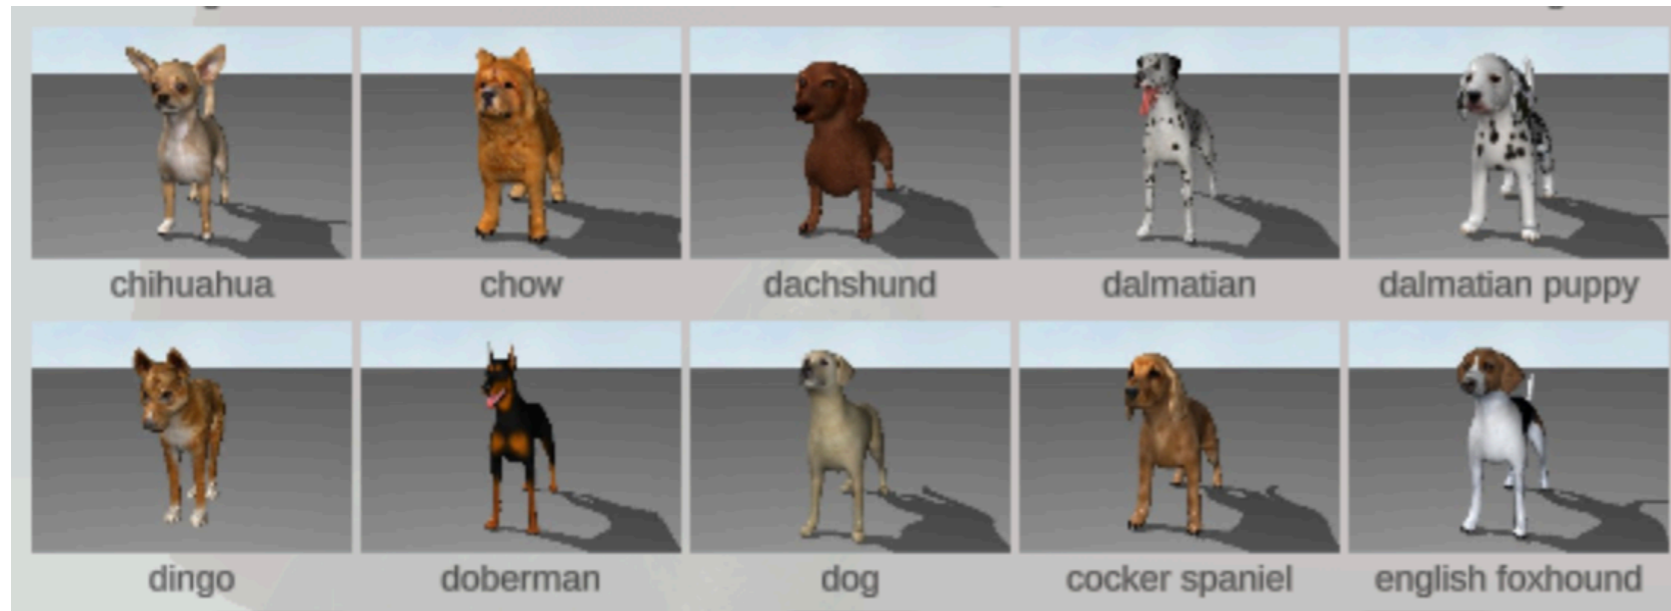 chihuahua
chow
dachshund
dalmatian
dalmatian puppy
dingo
doberman
dog
cocker spaniel
english foxhound